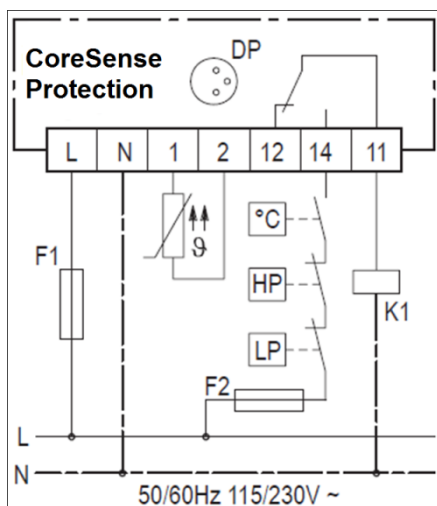 CoreSense
Protection
DP
L N 1 2 12 14 11
F1
ϑ
°C
HP
K1
LP
F2
L
N
50/60Hz 115/230V ~